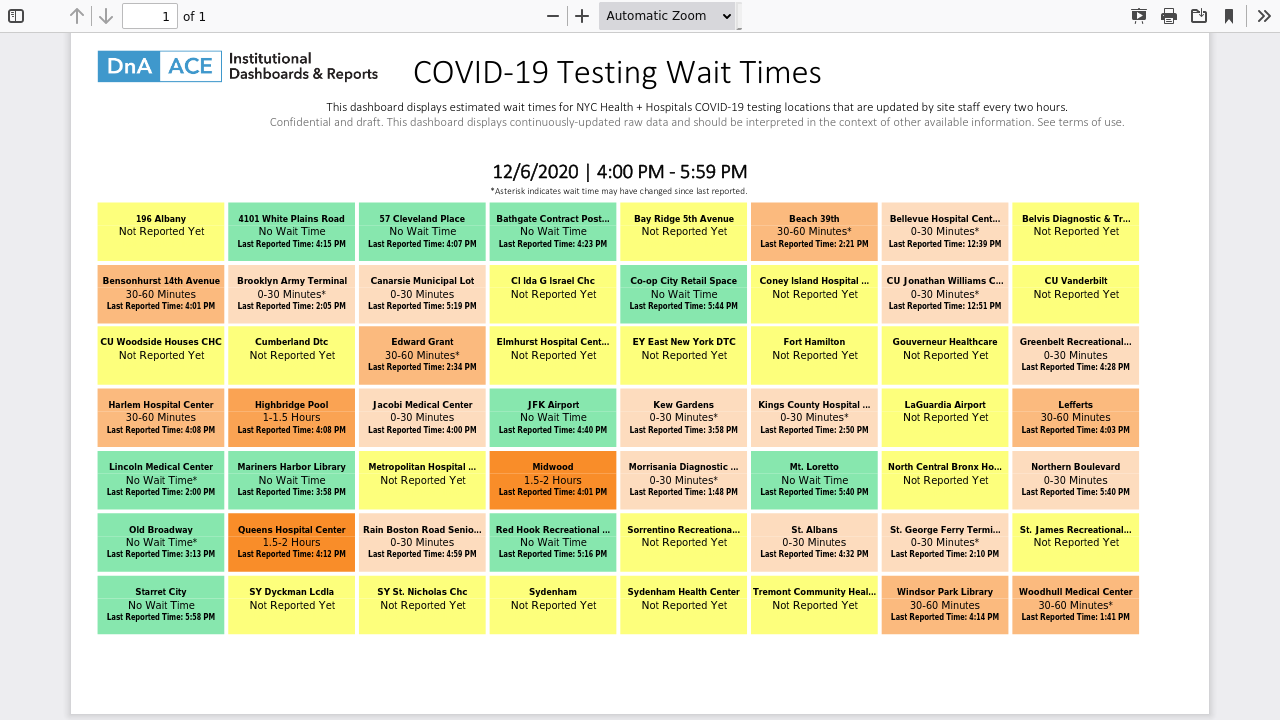 1 of 1
Automatic Zoom
DnA ACE Institutional
Dashboards & Reports
COVID-19 Testing Wait Times
This dashboard displays estimated wait times for NYC Health + Hospitals COVID-19 testing locations that are updated by site staff every two hours.
Confidential and draft. This dashboard displays continuously-updated raw data and should be interpreted in the context of other available information. See terms of use.
12/6/2020 | 4:00 PM - 5:59 PM
*Asterisk indicates wait time may have changed since last reported.
196 Albany
Not Reported Yet
4101 White Plains Road
No Wait Time
Last Reported Time: 4:15 PM
57 Cleveland Place
No Wait Time
Last Reported Time: 4:07 PM
Bathgate Contract Post...
No Wait Time
Last Reported Time: 4:23 PM
Bay Ridge 5th Avenue
Not Reported Yet
Beach 39th
30-60 Minutes*
Last Reported Time: 2:21 PM
Bellevue Hospital Cent...
0-30 Minutes*
Last Reported Time: 12:39 PM
Belvis Diagnostic & Tr...
Not Reported Yet
Bensonhurst 14th Avenue
30-60 Minutes
Last Reported Time: 4:01 PM
Brooklyn Army Terminal
0-30 Minutes*
Last Reported Time: 2:05 PM
Canarsie Municipal Lot
0-30 Minutes
Last Reported Time: 5:19 PM
Cl Ida G Israel Chc
Not Reported Yet
Co-op City Retail Space
No Wait Time
Last Reported Time: 5:44 PM
Coney Island Hospital ...
Not Reported Yet
CU Jonathan Williams C...
0-30 Minutes*
Last Reported Time: 12:51 PM
CU Vanderbilt
Not Reported Yet
CU Woodside Houses CHC
Not Reported Yet
Cumberland Dtc
Not Reported Yet
Edward Grant
30-60 Minutes*
Last Reported Time: 2:34 PM
Elmhurst Hospital Cent...
Not Reported Yet
EY East New York DTC
Not Reported Yet
Fort Hamilton
Not Reported Yet
Gouverneur Healthcare
Not Reported Yet
Greenbelt Recreational...
0-30 Minutes
Last Reported Time: 4:28 PM
Harlem Hospital Center
30-60 Minutes
Last Reported Time: 4:08 PM
Highbridge Pool
1-1.5 Hours
Last Reported Time: 4:08 PM
Jacobi Medical Center
0-30 Minutes
Last Reported Time: 4:00 PM
JFK Airport
No Wait Time
Last Reported Time: 4:40 PM
Kew Gardens
0-30 Minutes*
Last Reported Time: 3:58 PM
Kings County Hospital ...
0-30 Minutes*
Last Reported Time: 2:50 PM
LaGuardia Airport
Not Reported Yet
Lefferts
30-60 Minutes
Last Reported Time: 4:03 PM
Lincoln Medical Center
No Wait Time*
Last Reported Time: 2:00 PM
Mariners Harbor Library
No Wait Time
Last Reported Time: 3:58 PM
Metropolitan Hospital ...
Not Reported Yet
Midwood
1.5-2 Hours
Last Reported Time: 4:01 PM
Morrisania Diagnostic ...
0-30 Minutes*
Last Reported Time: 1:48 PM
Mt. Loretto
No Wait Time
Last Reported Time: 5:40 PM
North Central Bronx Ho...
Not Reported Yet
Northern Boulevard
0-30 Minutes
Last Reported Time: 5:40 PM
Old Broadway
No Wait Time*
Last Reported Time: 3:13 PM
Queens Hospital Center
1.5-2 Hours
Last Reported Time: 4:12 PM
Rain Boston Road Senio...
0-30 Minutes
Last Reported Time: 4:59 PM
Red Hook Recreational ...
No Wait Time
Last Reported Time: 5:16 PM
Sorrentino Recreationa...
Not Reported Yet
St. Albans
0-30 Minutes
Last Reported Time: 4:32 PM
St. George Ferry Termi...
0-30 Minutes*
Last Reported Time: 2:10 PM
St. James Recreational...
Not Reported Yet
Starret City
No Wait Time
Last Reported Time: 5:58 PM
SY Dyckman Lcdla
Not Reported Yet
SY St. Nicholas Chc
Not Reported Yet
Sydenham
Not Reported Yet
Sydenham Health Center
Not Reported Yet
Tremont Community Heal...
Not Reported Yet
Windsor Park Library
30-60 Minutes
Last Reported Time: 4:14 PM
Woodhull Medical Center
30-60 Minutes*
Last Reported Time: 1:41 PM